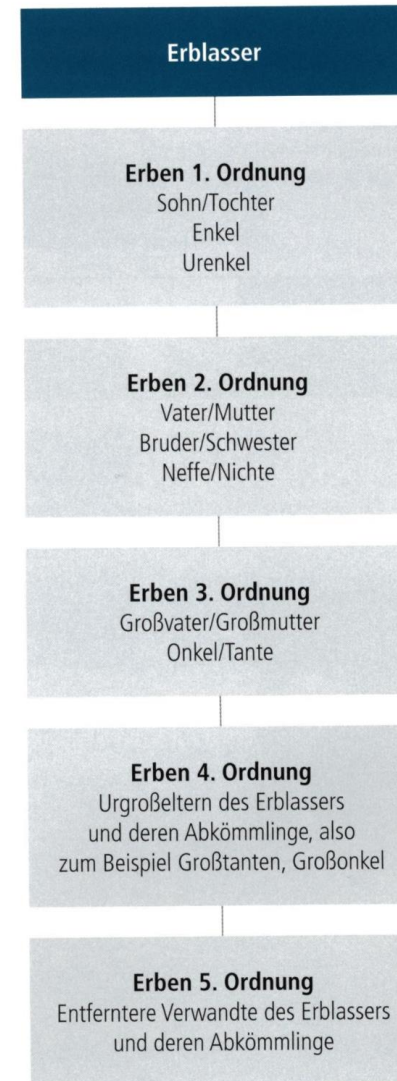 Erblasser
Erben 1. Ordnung
Sohn/Tochter
Enkel
Urenkel
Erben 2. Ordnung
Vater/Mutter
Bruder/Schwester
Neffe/Nichte
Erben 3. Ordnung
Großvater/Großmutter
Onkel/Tante
Erben 4. Ordnung
Urgroßeltern des Erblassers
und deren Abkömmlinge, also
zum Beispiel Großtanten, Großonkel
Erben 5. Ordnung
Entferntere Verwandte des Erblassers
und deren Abkömmlinge